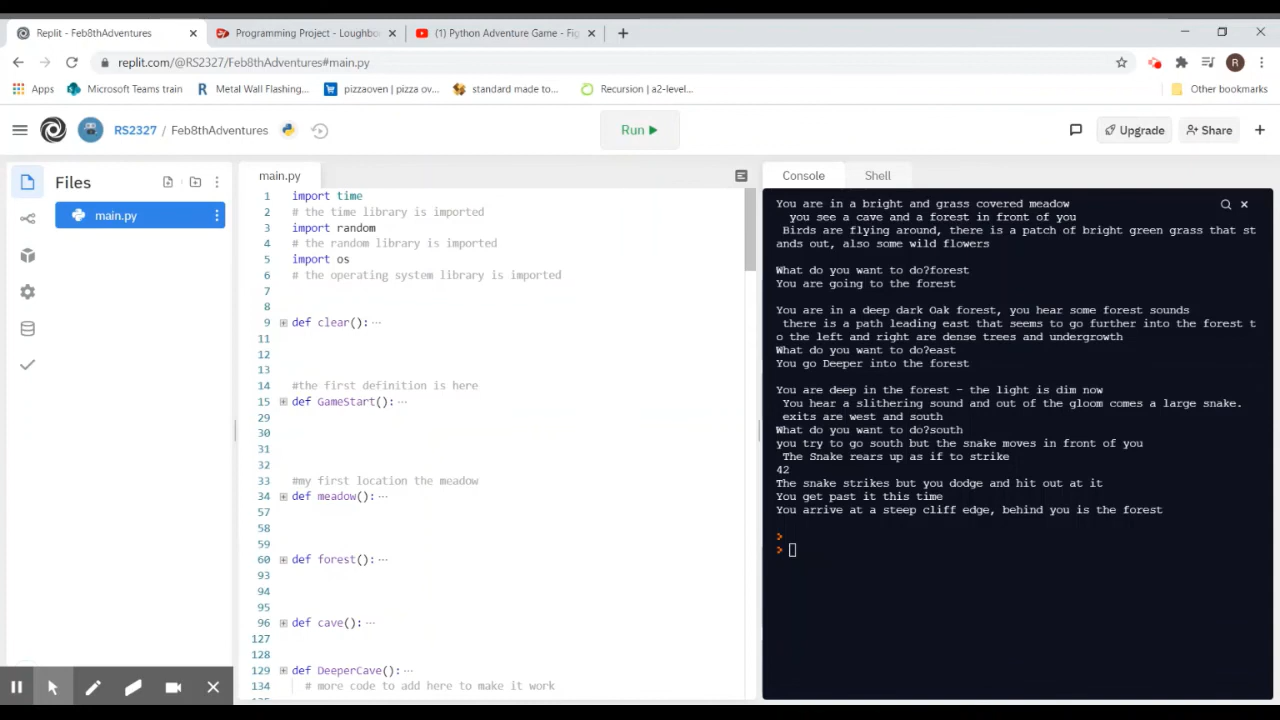 Replit - Feb8thAdventures
Programming Project - Loughbo
(1) Python Adventure Game - Fig
replit.com/@RS2327/Feb8thAdventures#main.py
R
Apps
Microsoft Teams train
R Metal Wall Flashing...
pizzaoven | pizza ov...
standard made to...
Recursion | a2-level...
Other bookmarks
RS2327 / Feb8thAdventures
Run
Upgrade
Share
Files
main.py
main.py
1 import time
2 # the time library is imported
3 import random
4 # the random library is imported
5 import os
6 # the operating system library is imported
7
8
9 def clear():
11
12
13
14 #the first definition is here
15 def GameStart():
29
30
31
32
33 #my first location the meadow
34 def meadow():
57
58
59
60 def forest():
93
94
95
96 def cave():
127
128
129 def DeeperCave():
134 # more code to add here to make it work
Console
Shell
You are in a bright and grass covered meadow
you see a cave and a forest in front of you
Birds are flying around, there is a patch of bright green grass that st
ands out, also some wild flowers
What do you want to do?forest
You are going to the forest
You are in a deep dark Oak forest, you hear some forest sounds
there is a path leading east that seems to go further into the forest t
o the left and right are dense trees and undergrowth
What do you want to do?east
You go Deeper into the forest
You are deep in the forest - the light is dim now
You hear a slithering sound and out of the gloom comes a large snake.
exits are west and south
What do you want to do?south
you try to go south but the snake moves in front of you
The Snake rears up as if to strike
42
The snake strikes but you dodge and hit out at it
You get past it this time
You arrive at a steep cliff edge, behind you is the forest
>
>